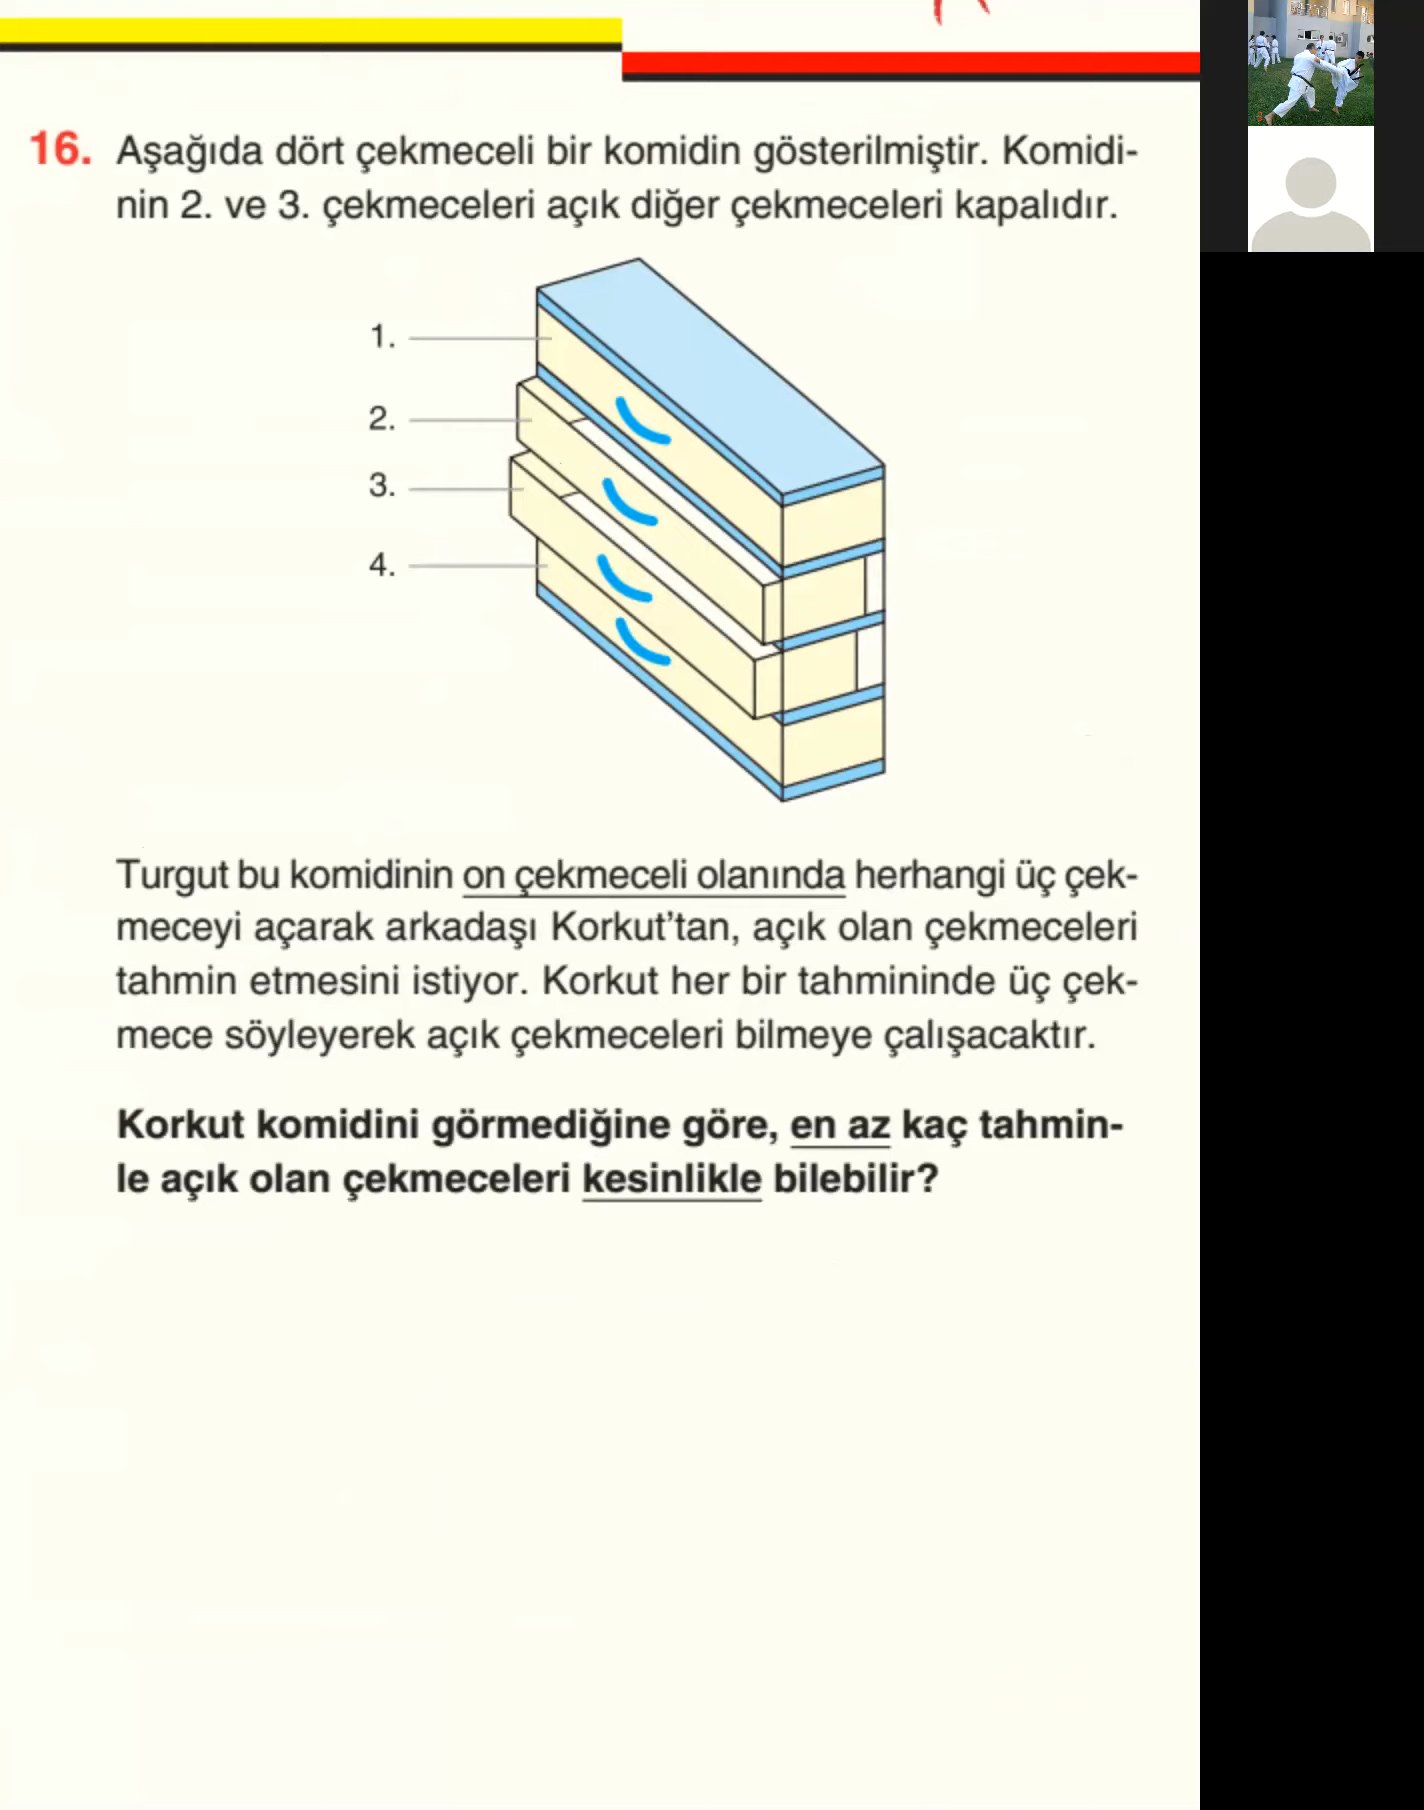 16. Aşağıda dört çekmeceli bir komidin gösterilmiştir. Komidi-
nin 2. ve 3. çekmeceleri açık diğer çekmeceleri kapalıdır.
1.
2.
3.
4.
Turgut bu komidinin on çekmeceli olanında herhangi üç çek-
meceyi açarak arkadaşı Korkut’tan, açık olan çekmeceleri
tahmin etmesini istiyor. Korkut her bir tahmininde üç çek-
mece söyleyerek açık çekmeceleri bilmeye çalışacaktır.
Korkut komidini görmediğine göre, en az kaç tahmin-
le açık olan çekmeceleri kesinlikle bilebilir?